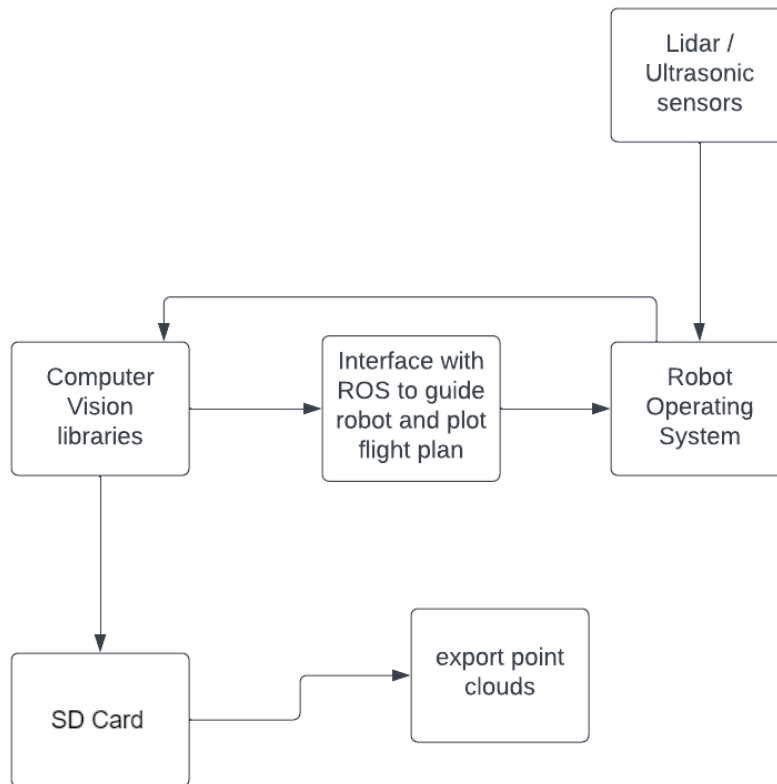 Lidar /
Ultrasonic
sensors
Computer
Vision
libraries
Interface with
ROS to guide
robot and plot
flight plan
Robot
Operating
System
SD Card
export point
clouds